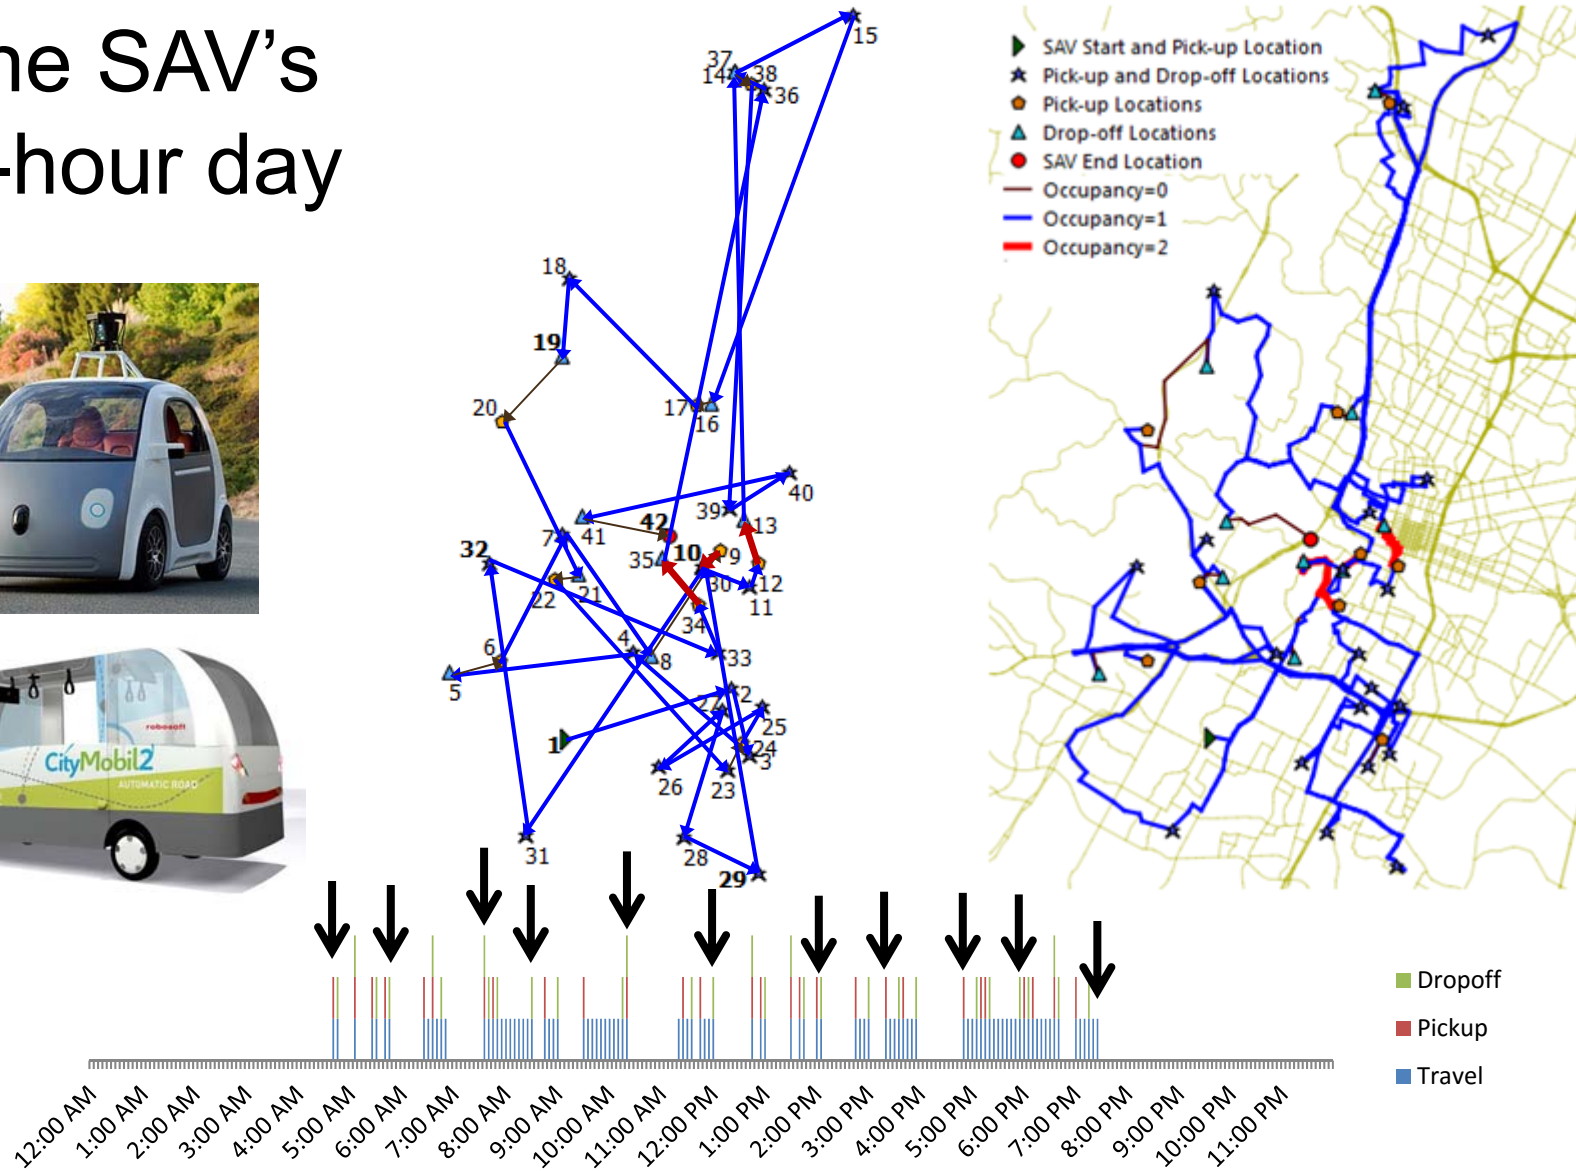 ne SAV's
-hour day
SAV Start and Pick-up Location
Pick-up and Drop-off Locations
Pick-up Locations
Drop-off Locations
SAV End Location
Occupancy=0
Occupancy=1
Occupancy=2
15
37
14
38
36
18
19
20
17
16
40
39
13
41
42
7
32
35
10
9
12
30
11
22
21
34
6
4
8
33
5
2
25
1
24
3
26
23
31
28
29
robosoft
CityMobil2
AUTOMATIC ROAD
Dropoff
Pickup
Travel
12:00 AM
1:00 AM
2:00 AM
3:00 AM
4:00 AM
5:00 AM
6:00 AM
7:00 AM
8:00 AM
9:00 AM
10:00 AM
11:00 AM
12:00 PM
1:00 PM
2:00 PM
3:00 PM
4:00 PM
5:00 PM
6:00 PM
7:00 PM
8:00 PM
9:00 PM
10:00 PM
11:00 PM